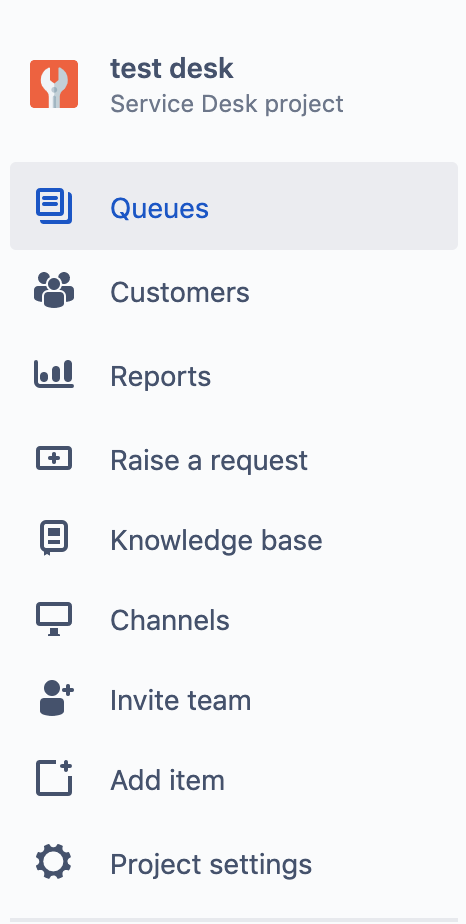 test desk
Service Desk project
Queues
Customers
Reports
Raise a request
Knowledge base
Channels
Invite team
Add item
Project settings